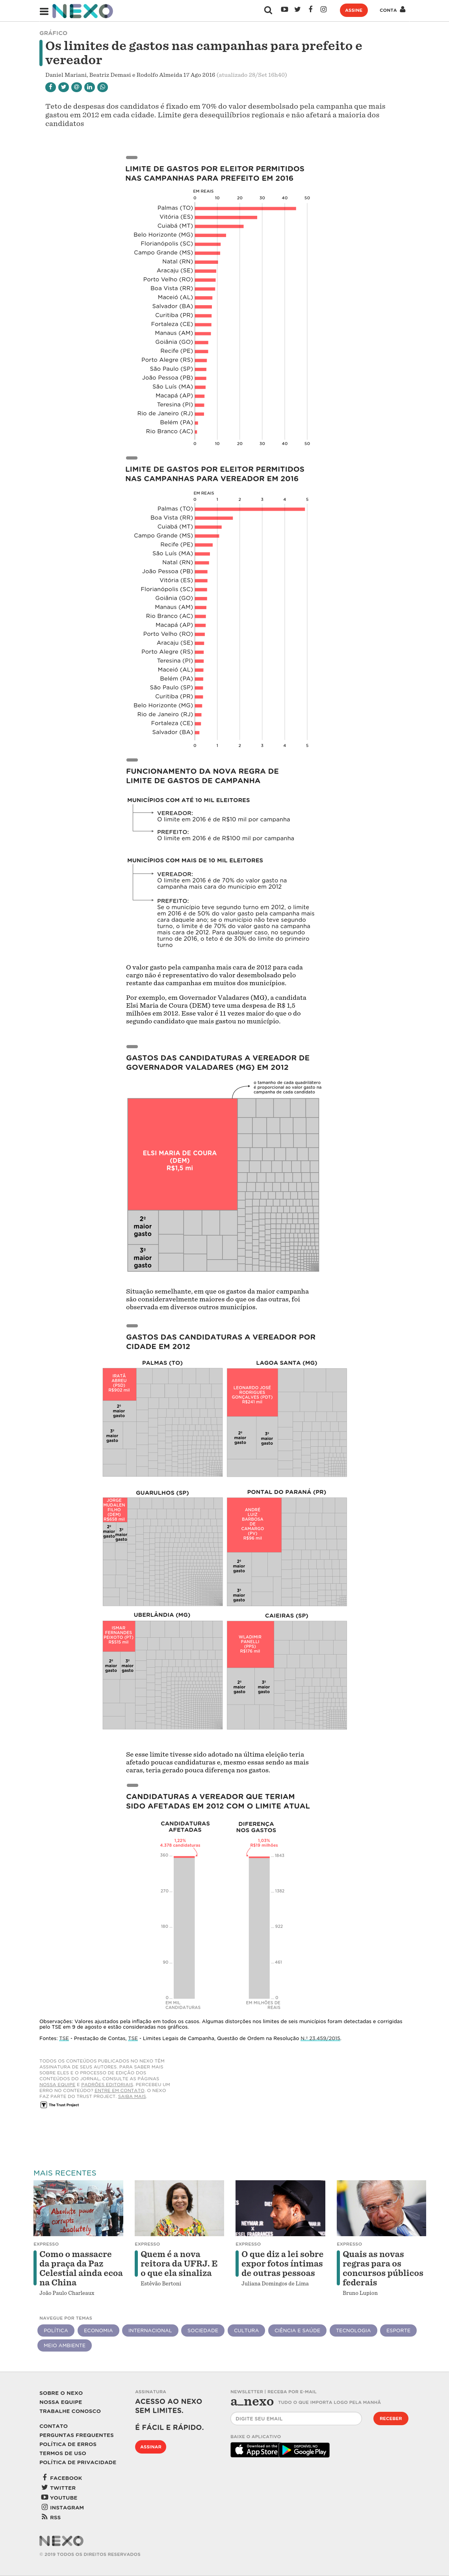 NEXO
ASSINE
CONTA
GRÁFICO
Os limites de gastos nas campanhas para prefeito e
vereador
Daniel Mariani, Beatriz Demasi e Rodolfo Almeida 17 Ago 2016 (atualizado 28/Set 16h40)
Teto de despesas dos candidatos é fixado em 70% do valor desembolsado pela campanha que mais
gastou em 2012 em cada cidade. Limite gera desequilíbrios regionais e não afetará a maioria dos
candidatos
LIMITE DE GASTOS POR ELEITOR PERMITIDOS
NAS CAMPANHAS PARA PREFEITO EM 2016
EM REAIS
0 10 20 30 40 50
Palmas (TO)
Vitória (ES)
Cuiabá (MT)
Belo Horizonte (MG)
Florianópolis (SC)
Campo Grande (MS)
Natal (RN)
Aracaju (SE)
Porto Velho (RO)
Boa Vista (RR)
Maceió (AL)
Salvador (BA)
Curitiba (PR)
Fortaleza (CE)
Manaus (AM)
Goiânia (GO)
Recife (PE)
Porto Alegre (RS)
São Paulo (SP)
João Pessoa (PB)
São Luís (MA)
Macapá (AP)
Teresina (PI)
Rio de Janeiro (RJ)
Belém (PA)
Rio Branco (AC)
0 10 20 30 40 50
LIMITE DE GASTOS POR ELEITOR PERMITIDOS
NAS CAMPANHAS PARA VEREADOR EM 2016
EM REAIS
0 1 2 3 4 5
Palmas (TO)
Boa Vista (RR)
Cuiabá (MT)
Campo Grande (MS)
Recife (PE)
São Luís (MA)
Natal (RN)
João Pessoa (PB)
Vitória (ES)
Florianópolis (SC)
Goiânia (GO)
Manaus (AM)
Rio Branco (AC)
Macapá (AP)
Porto Velho (RO)
Aracaju (SE)
Porto Alegre (RS)
Teresina (PI)
Maceió (AL)
Belém (PA)
São Paulo (SP)
Curitiba (PR)
Belo Horizonte (MG)
Rio de Janeiro (RJ)
Fortaleza (CE)
Salvador (BA)
0 1 2 3 4 5
FUNCIONAMENTO DA NOVA REGRA DE
LIMITE DE GASTOS DE CAMPANHA
MUNICÍPIOS COM ATÉ 10 MIL ELEITORES
VEREADOR:
O limite em 2016 é de R$10 mil por campanha
PREFEITO:
O limite em 2016 é de R$100 mil por campanha
MUNICÍPIOS COM MAIS DE 10 MIL ELEITORES
VEREADOR:
O limite em 2016 é de 70% do valor gasto na
campanha mais cara do município em 2012
PREFEITO:
Se o município teve segundo turno em 2012, o limite
em 2016 é de 50% do valor gasto pela campanha mais
cara daquele ano; se o município não teve segundo
turno, o limite é de 70% do valor gasto na campanha
mais cara de 2012. Para qualquer caso, no segundo
turno de 2016, o teto é de 30% do limite do primeiro
turno
O valor gasto pela campanha mais cara de 2012 para cada
cargo não é representativo do valor desembolsado pelo
restante das campanhas em muitos dos municípios.
Por exemplo, em Governador Valadares (MG), a candidata
Elsi Maria de Coura (DEM) teve uma despesa de R$ 1,5
milhões em 2012. Esse valor é 11 vezes maior do que o do
segundo candidato que mais gastou no município.
GASTOS DAS CANDIDATURAS A VEREADOR DE
GOVERNADOR VALADARES (MG) EM 2012
o tamanho de cada quadrilátero
é proporcional ao valor gasto na
campanha de cada candidato
ELSI MARIA DE COURA
(DEM)
R$1,5 mi
2º
maior
gasto
3º
maior
gasto
Situação semelhante, em que os gastos da maior campanha
são consideravelmente maiores do que os das outras, foi
observada em diversos outros municípios.
GASTOS DAS CANDIDATURAS A VEREADOR POR
CIDADE EM 2012
PALMAS (TO)
LAGOA SANTA (MG)
2º
maior
gasto
3º
maior
gasto
LEONARDO JOSÉ
RODRIGUES
GONÇALVES (PDT)
R$241 mil
2º
maior
gasto
3º
maior
gasto
GUARULHOS (SP)
PONTAL DO PARANÁ (PR)
2º
maior
gasto
3º
maior
gasto
ANDRÉ
LUIZ
BARBOSA
DE
CAMARGO
(PV)
2º
maior
gasto
3º
maior
gasto
UBERLÂNDIA (MG)
CAIEIRAS (SP)
ISMAR
FERNANDES
2º
maior
gasto
3º
maior
gasto
WLADIMIR
PANELLI
2º
maior
gasto
3º
maior
gasto
Se esse limite tivesse sido adotado na última eleição teria
afetado poucas candidaturas e, mesmo essas sendo as mais
caras, teria gerado pouca diferença nos gastos.
CANDIDATURAS A VEREADOR QUE TERIAM
SIDO AFETADAS EM 2012 COM O LIMITE ATUAL
CANDIDATURAS
AFETADAS
DIFERENÇA
NOS GASTOS
1,22%
4.379 candidaturas
1,03%
R$19 milhões
360
270
180
90
0
EM MIL
CANDIDATURAS
1843
1382
922
461
0
EM MILHÕES DE
REAIS
Observações: Valores ajustados pela inflação em todos os casos. Algumas distorções nos limites de seis municípios foram detectadas e corrigidas
pelo TSE em 9 de agosto e estão consideradas nos gráficos.
Fontes: TSE - Prestação de Contas, TSE - Limites Legais de Campanha, Questão de Ordem na Resolução N.º 23.459/2015.
TODOS OS CONTEÚDOS PUBLICADOS NO NEXO TÊM
ASSINATURA DE SEUS AUTORES. PARA SABER MAIS
SOBRE ELES E O PROCESSO DE EDIÇÃO DOS
CONTEÚDOS DO JORNAL, CONSULTE AS PÁGINAS
NOSSA EQUIPE E PADRÕES EDITORIAIS. PERCEBEU UM
ERRO NO CONTEÚDO? ENTRE EM CONTATO. O NEXO
FAZ PARTE DO TRUST PROJECT. SAIBA MAIS.
The Trust Project
MAIS RECENTES
Absolute power
corrupts
absolutely
EXPRESSO
Como o massacre
da praça da Paz
Celestial ainda ecoa
na China
João Paulo Charleaux
EXPRESSO
Quem é a nova
reitora da UFRJ. E
o que ela sinaliza
Estêvão Bertoni
NEYMAR JR
EXPRESSO
O que diz a lei sobre
expor fotos íntimas
de outras pessoas
Juliana Domingos de Lima
EXPRESSO
Quais as novas
regras para os
concursos públicos
federais
Bruno Lupion
NAVEGUE POR TEMAS
POLÍTICA ECONOMIA INTERNACIONAL SOCIEDADE CULTURA CIÊNCIA E SAÚDE TECNOLOGIA ESPORTE
MEIO AMBIENTE
SOBRE O NEXO
NOSSA EQUIPE
TRABALHE CONOSCO
CONTATO
PERGUNTAS FREQUENTES
POLÍTICA DE ERROS
TERMOS DE USO
POLÍTICA DE PRIVACIDADE
FACEBOOK
TWITTER
YOUTUBE
INSTAGRAM
RSS
ASSINATURA
ACESSO AO NEXO
SEM LIMITES.
É FÁCIL E RÁPIDO.
ASSINAR
NEWSLETTER | RECEBA POR E-MAIL
a_nexo TUDO O QUE IMPORTA LOGO PELA MANHÃ
DIGITE SEU EMAIL
RECEBER
BAIXE O APLICATIVO
Download on the
App Store
Google Play
NEXO
© 2019 TODOS OS DIREITOS RESERVADOS